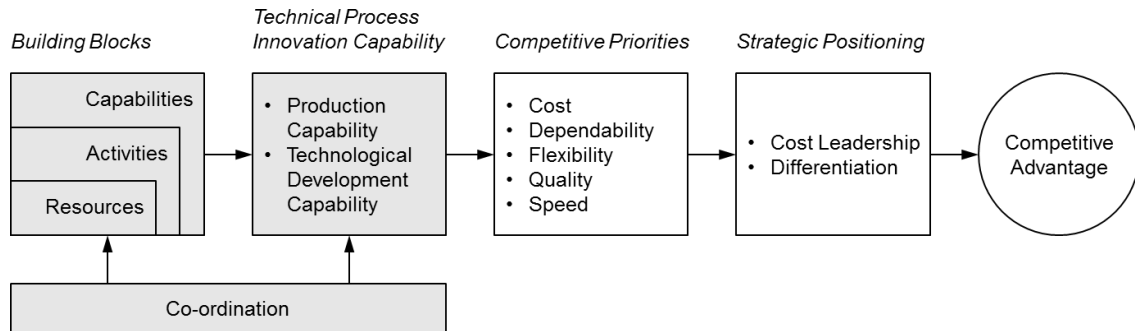 Building Blocks
Technical Process
Innovation Capability
Competitive Priorities
Strategic Positioning
Capabilities
Activities
Resources
• Production
Capability
• Technological
Development
Capability
• Cost
• Dependability
• Flexibility
• Quality
• Speed
• Cost Leadership
• Differentiation
Competitive
Advantage
Co-ordination